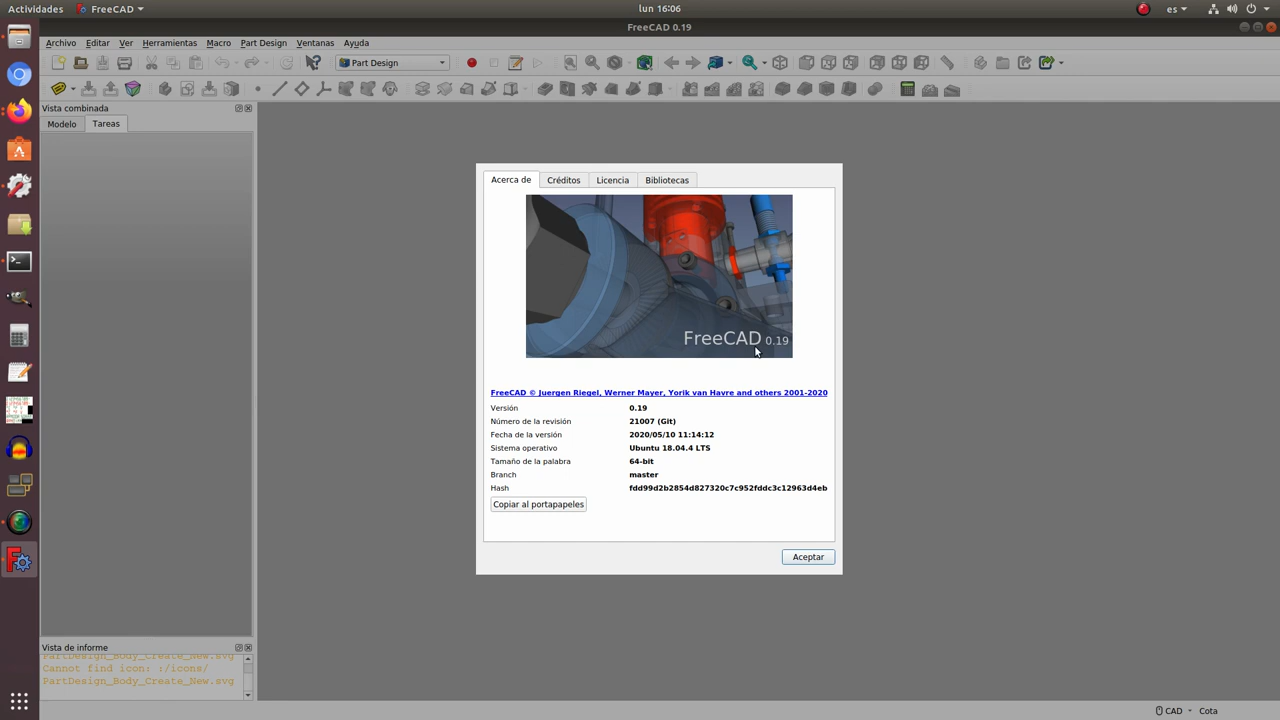 Actividades FreeCAD lun 16:06 es
FreeCAD 0.19
Archivo Editar Ver Herramientas Macro Part Design Ventanas Ayuda
Part Design
Vista combinada
Modelo Tareas
Acerca de Créditos Licencia Bibliotecas
FreeCAD 0.19
FreeCAD © Juergen Riegel, Werner Mayer, Yorik van Havre and others 2001-2020
Versión 0.19
Número de la revisión 21007 (Git)
Fecha de la versión 2020/05/10 11:14:12
Sistema operativo Ubuntu 18.04.4 LTS
Tamaño de la palabra 64-bit
Branch master
Hash fdd99d2b2854d827320c7c952fddc3c12963d4eb
Copiar al portapapeles
Aceptar
Vista de informe
PartDesign_Body_Create_New.svg
Cannot find icon: :/icons/
PartDesign_Body_Create_New.svg
CAD Cota